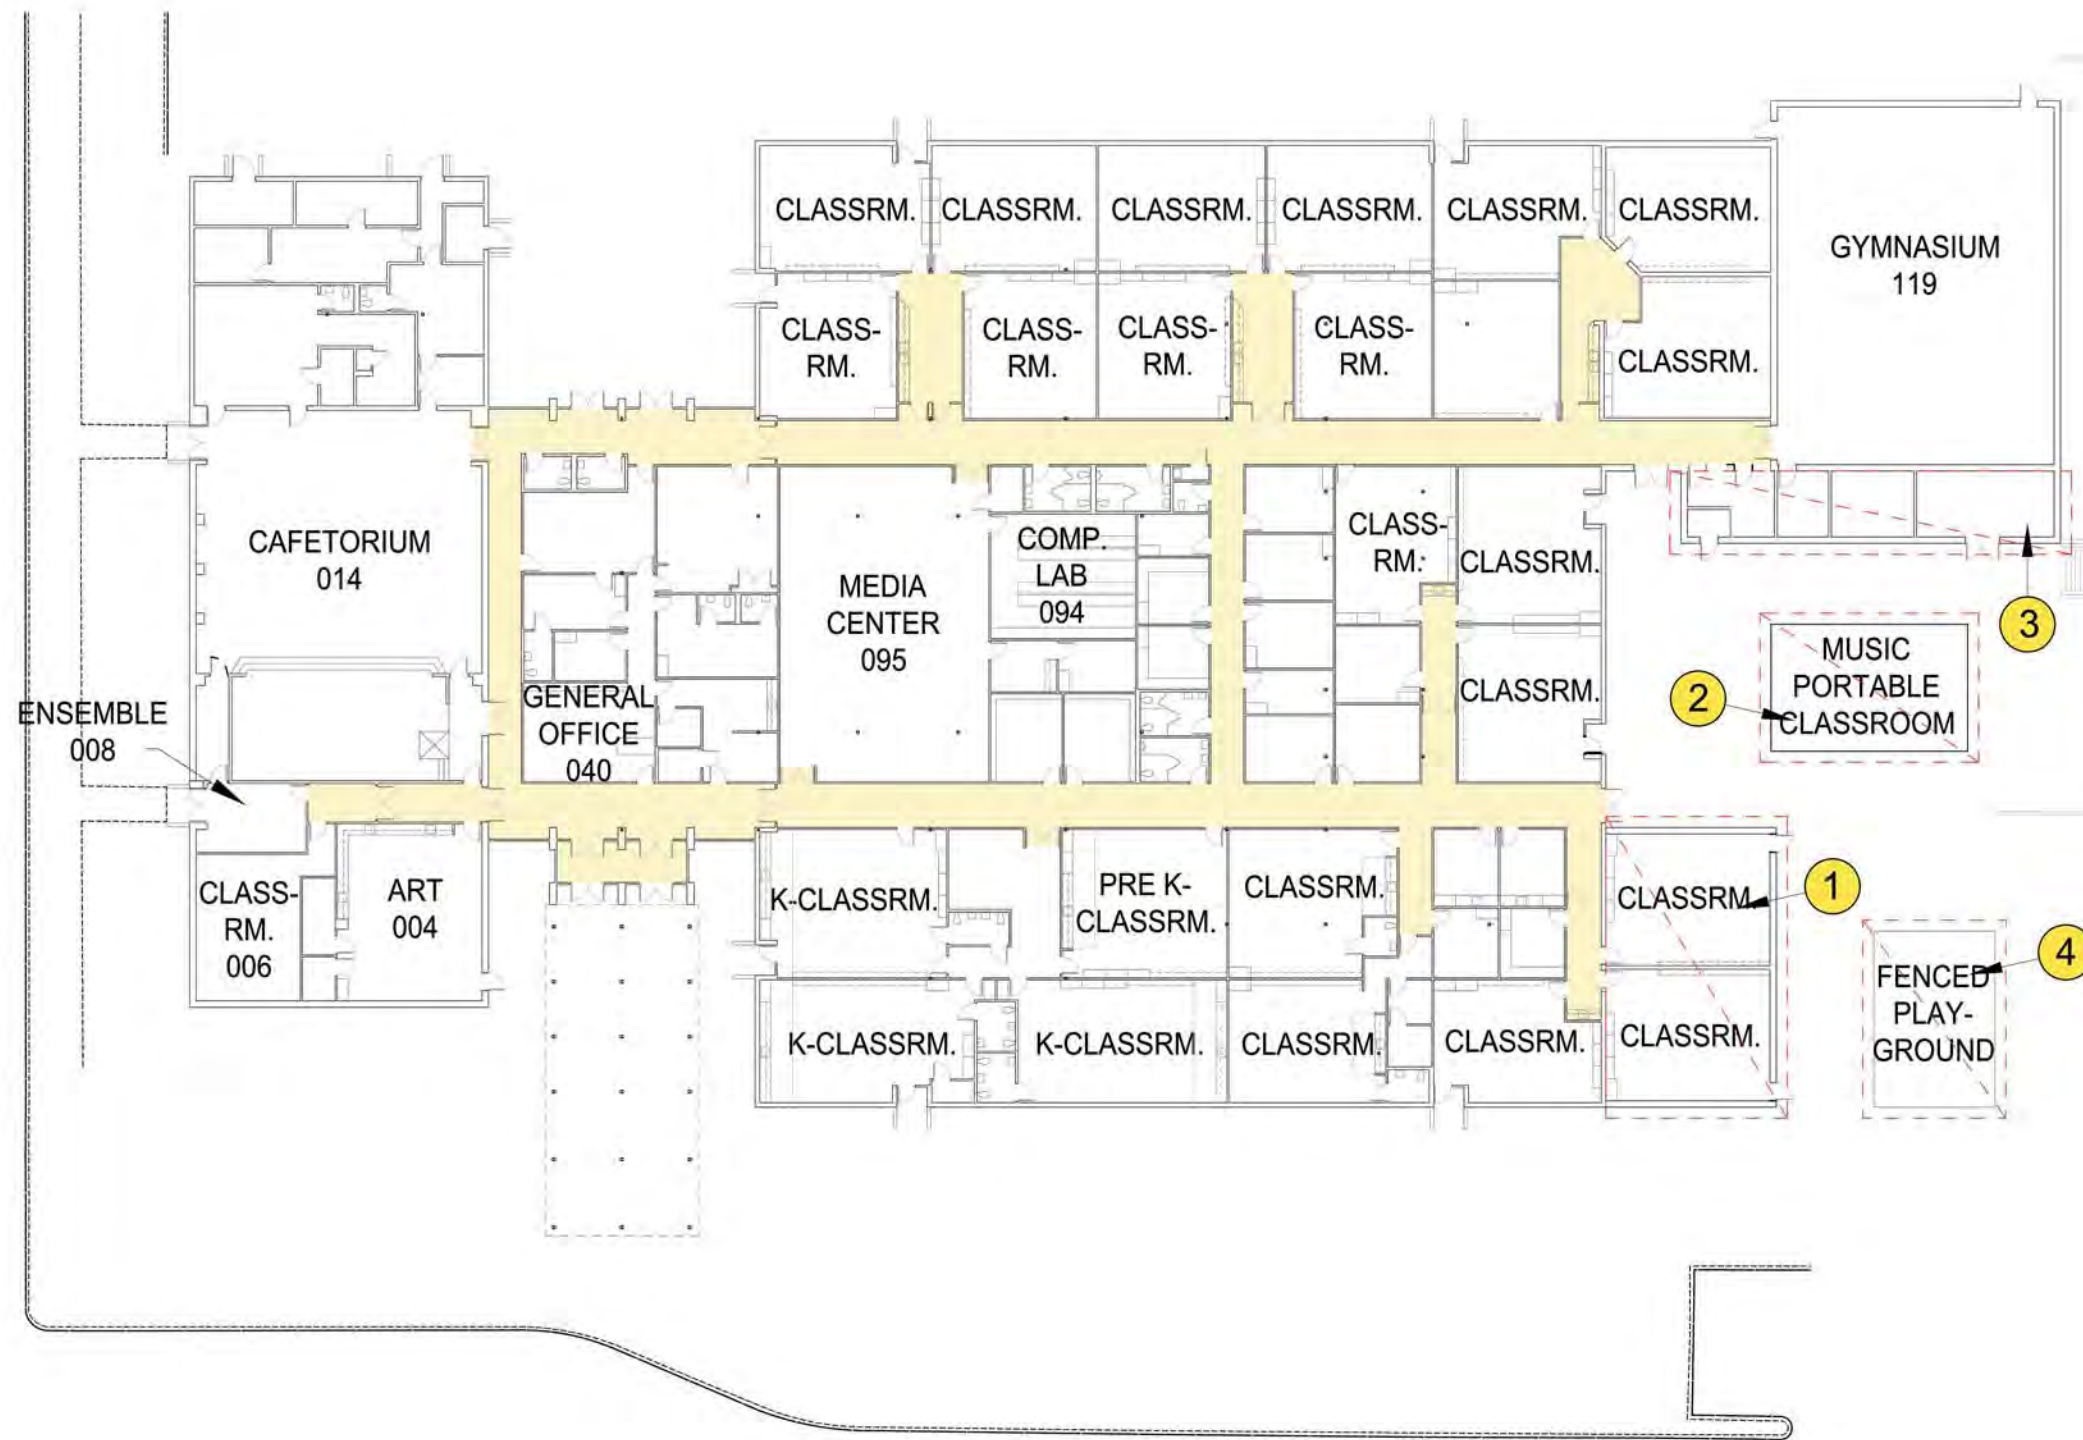 CLASSRM.
CLASSRM.
CLASSRM.
CLASSRM.
CLASSRM.
CLASSRM.
GYMNASIUM
119
CLASS-
RM.
CLASS-
RM.
CLASS-
RM.
CLASS-
RM.
CLASSRM.
CAFETORIUM
014
MEDIA
CENTER
095
COMP.
LAB
094
CLASS-
RM.
CLASSRM.
CLASSRM.
3
MUSIC
PORTABLE
CLASSROOM
2
GENERAL
OFFICE
040
ENSEMBLE
008
CLASS-
RM.
006
ART
004
K-CLASSRM.
PRE K-
CLASSRM.
CLASSRM.
CLASSRM.
1
K-CLASSRM.
K-CLASSRM.
CLASSRM.
CLASSRM.
CLASSRM.
FENCED
PLAY-
GROUND
4